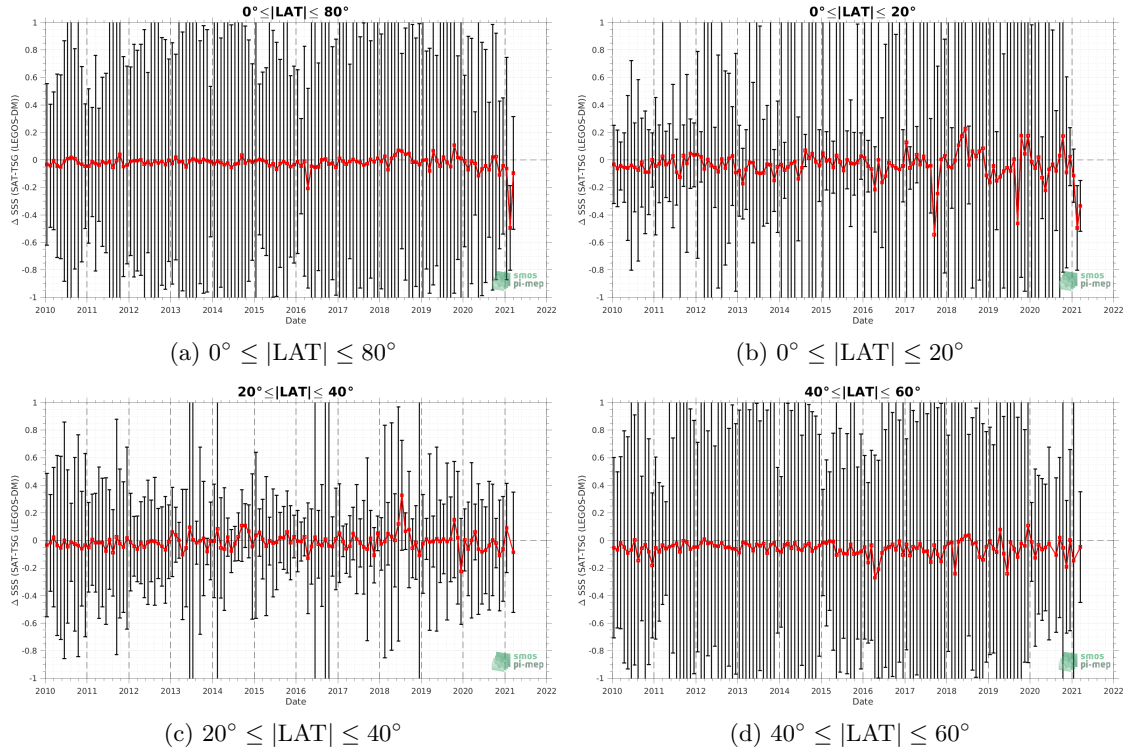 0°≤|LAT|≤ 80°
Δ SSS (SAT-TSG (LEGOS-DM))
1
0.8
0.6
0.4
0.2
0
-0.2
-0.4
-0.6
-0.8
-1
2010 2011 2012 2013 2014 2015 2016 2017 2018 2019 2020 2021 2022
Date
smos
pi-mep
(a) 0° ≤ |LAT| ≤ 80°
0°≤|LAT|≤ 20°
Δ SSS (SAT-TSG (LEGOS-DM))
1
0.8
0.6
0.4
0.2
0
-0.2
-0.4
-0.6
-0.8
-1
2010 2011 2012 2013 2014 2015 2016 2017 2018 2019 2020 2021 2022
Date
smos
pi-mep
(b) 0° ≤ |LAT| ≤ 20°
20°≤|LAT|≤ 40°
Δ SSS (SAT-TSG (LEGOS-DM))
1
0.8
0.6
0.4
0.2
0
-0.2
-0.4
-0.6
-0.8
-1
2010 2011 2012 2013 2014 2015 2016 2017 2018 2019 2020 2021 2022
Date
smos
pi-mep
(c) 20° ≤ |LAT| ≤ 40°
40°≤|LAT|≤ 60°
Δ SSS (SAT-TSG (LEGOS-DM))
1
0.8
0.6
0.4
0.2
0
-0.2
-0.4
-0.6
-0.8
-1
2010 2011 2012 2013 2014 2015 2016 2017 2018 2019 2020 2021 2022
Date
smos
pi-mep
(d) 40° ≤ |LAT| ≤ 60°